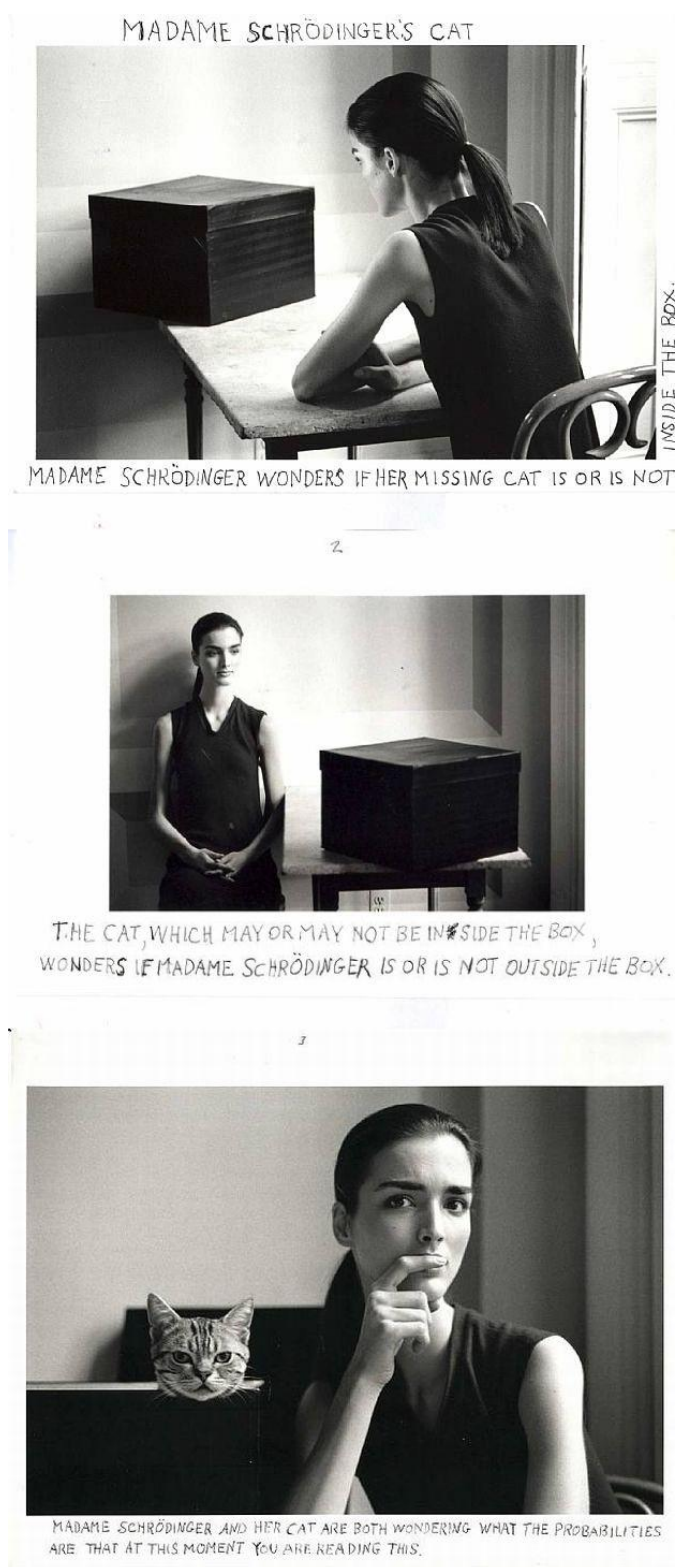 MADAME SCHRÖDINGER'S CAT
MADAME SCHRÖDINGER WONDERS IF HER MISSING CAT IS OR IS NOT
INSIDE THE BOX.
2
THE CAT, WHICH MAY OR MAY NOT BE INSIDE THE BOX,
WONDERS IF MADAME SCHRÖDINGER IS OR IS NOT OUTSIDE THE BOX.
3
MADAME SCHRÖDINGER AND HER CAT ARE BOTH WONDERING WHAT THE PROBABILITIES
ARE THAT AT THIS MOMENT YOU ARE READING THIS.